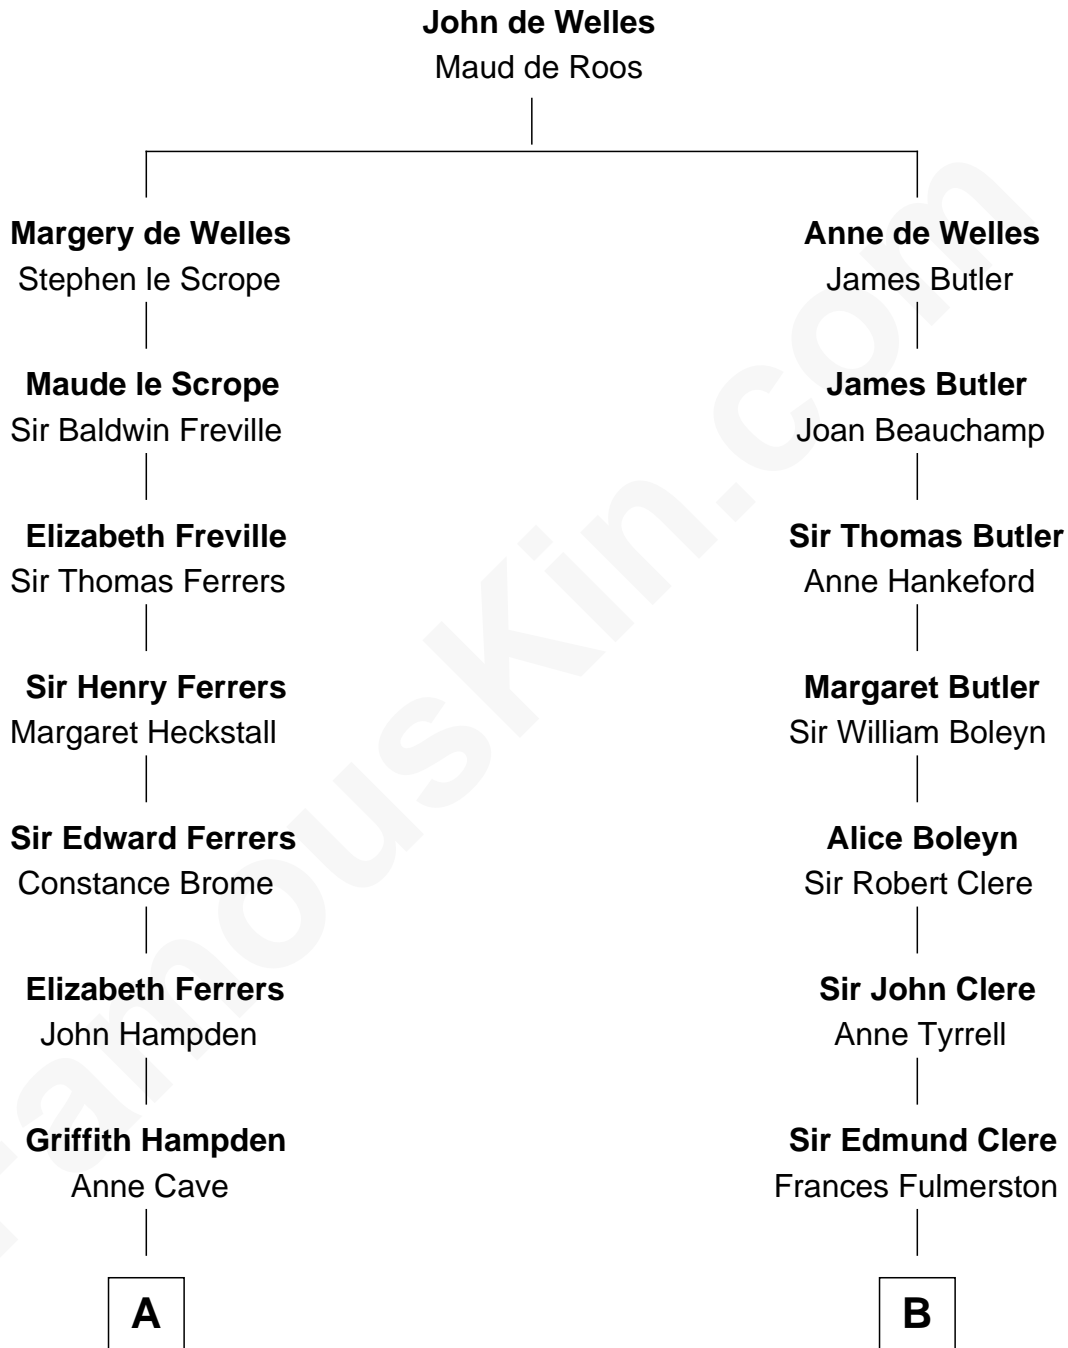 John de Welles
Maud de Roos
Margery de Welles
Stephen le Scrope
Maude le Scrope
Sir Baldwin Freville
Elizabeth Freville
Sir Thomas Ferrers
Sir Henry Ferrers
Margaret Heckstall
Sir Edward Ferrers
Constance Brome
Elizabeth Ferrers
John Hampden
Griffith Hampden
Anne Cave
A
Anne de Welles
James Butler
James Butler
Joan Beauchamp
Sir Thomas Butler
Anne Hankeford
Margaret Butler
Sir William Boleyn
Alice Boleyn
Sir Robert Clere
Sir John Clere
Anne Tyrrell
Sir Edmund Clere
Frances Fulmerston
B
FamousKin.com